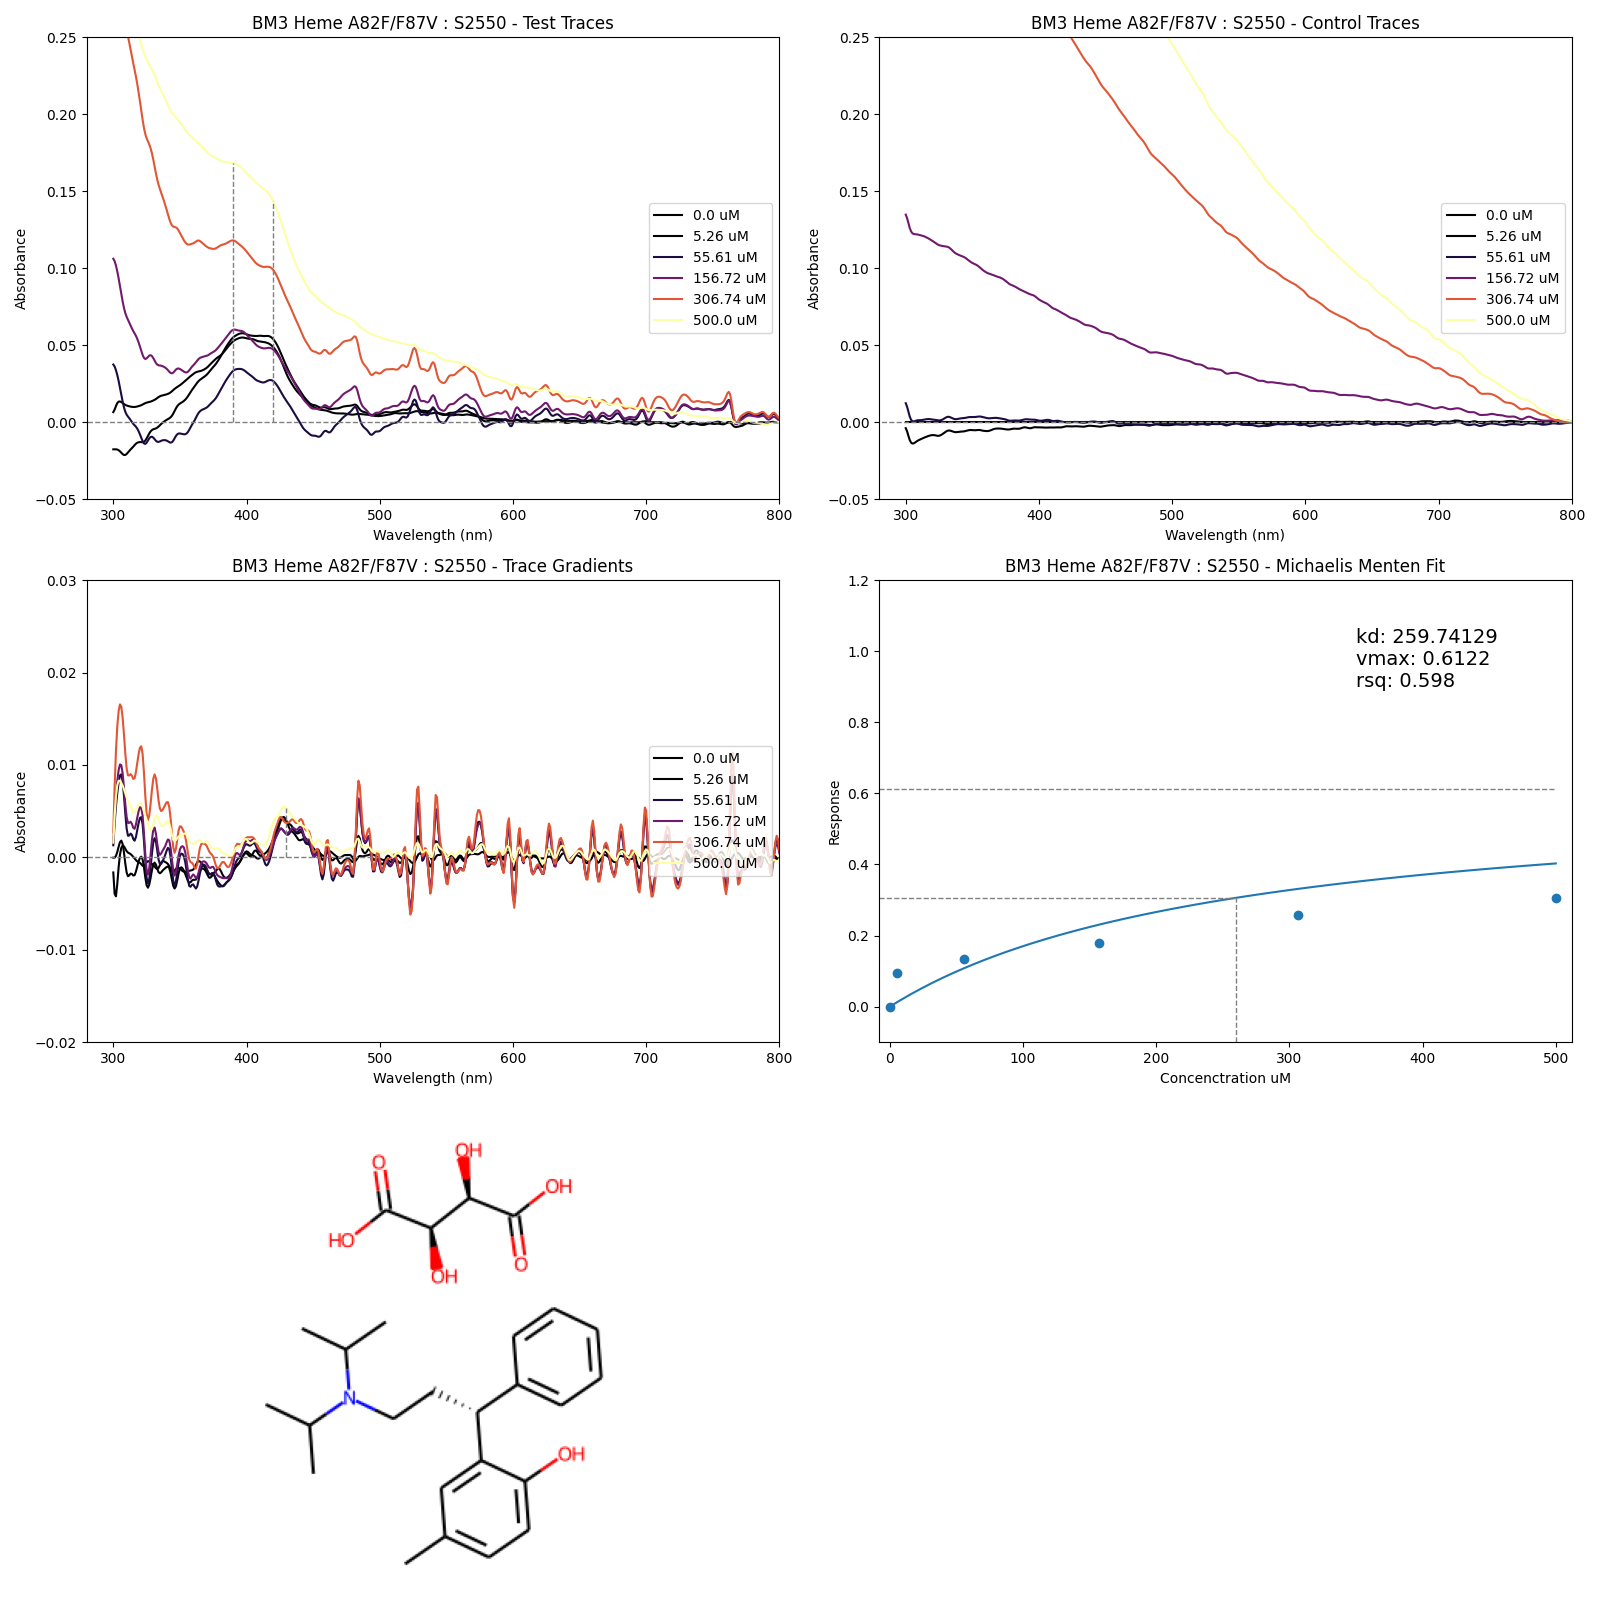 BM3 Heme A82F/F87V : S2550 - Test Traces
0.25
0.20
0.15
0.10
0.05
0.00
−0.05
Absorbance
300
400
500
600
700
800
Wavelength (nm)
0.0 uM
5.26 uM
55.61 uM
156.72 uM
306.74 uM
500.0 uM
BM3 Heme A82F/F87V : S2550 - Control Traces
0.25
0.20
0.15
0.10
0.05
0.00
−0.05
Absorbance
300
400
500
600
700
800
Wavelength (nm)
0.0 uM
5.26 uM
55.61 uM
156.72 uM
306.74 uM
500.0 uM
BM3 Heme A82F/F87V : S2550 - Trace Gradients
0.03
0.02
0.01
0.00
−0.01
−0.02
Absorbance
300
400
500
600
700
800
Wavelength (nm)
0.0 uM
5.26 uM
55.61 uM
156.72 uM
306.74 uM
500.0 uM
BM3 Heme A82F/F87V : S2550 - Michaelis Menten Fit
1.2
1.0
0.8
0.6
0.4
0.2
0.0
Response
0
100
200
300
400
500
Concenctration uM
kd: 259.74129
vmax: 0.6122
rsq: 0.598
OH
O
OH
HO
O
OH
N
OH